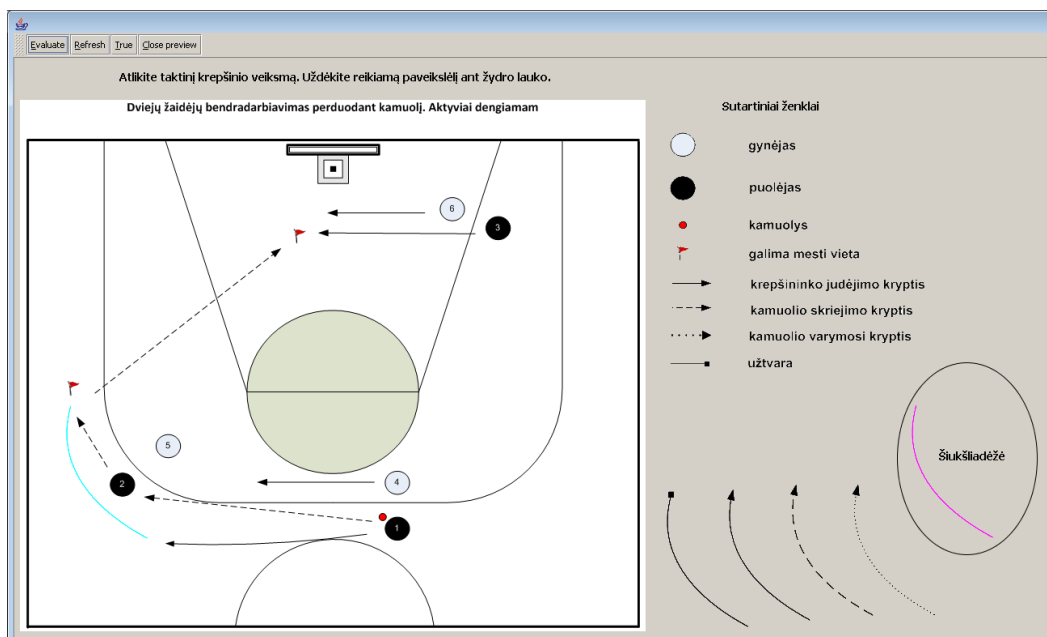 Evaluate Refresh True Close preview
Atlikite taktinį krepšinio veiksmą. Uždėkite reikiamą paveikslėlį ant žydro lauko.
Dviejų žaidėjų bendradarbiavimas perduodant kamuolį. Aktyviai dengiamam
Sutartiniai ženklai
gynėjas
puolėjas
kamuolys
galima mesti vieta
krepšininko judėjimo kryptis
kamuolio skriejimo kryptis
kamuolio varymosi kryptis
užtvara
6
3
5
2
4
1
Šiukšliadėžė